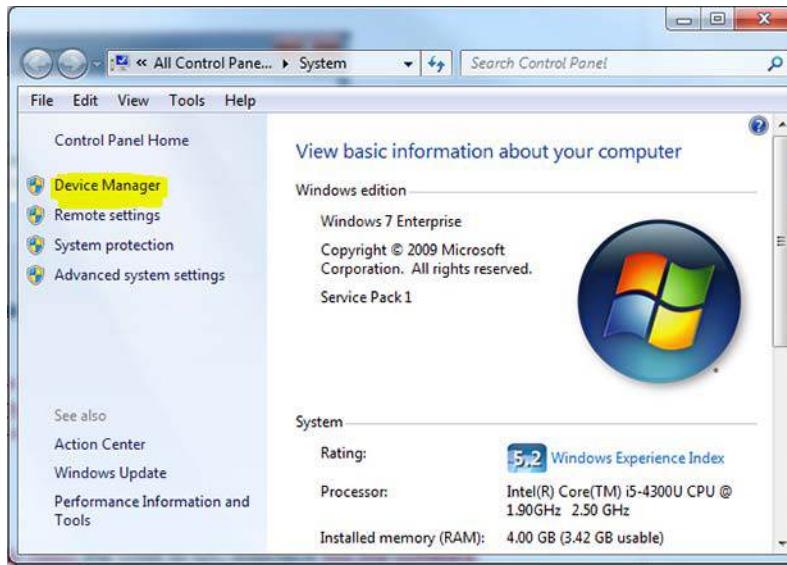 « All Control Pane... ▸ System
Search Control Panel
File Edit View Tools Help
Control Panel Home
Device Manager
Remote settings
System protection
Advanced system settings
See also
Action Center
Windows Update
Performance Information and
Tools
View basic information about your computer
Windows edition
Windows 7 Enterprise
Copyright © 2009 Microsoft
Corporation. All rights reserved.
Service Pack 1
System
Rating:
5.2 Windows Experience Index
Processor:
Intel(R) Core(TM) i5-4300U CPU @
1.90GHz 2.50 GHz
Installed memory (RAM): 4.00 GB (3.42 GB usable)